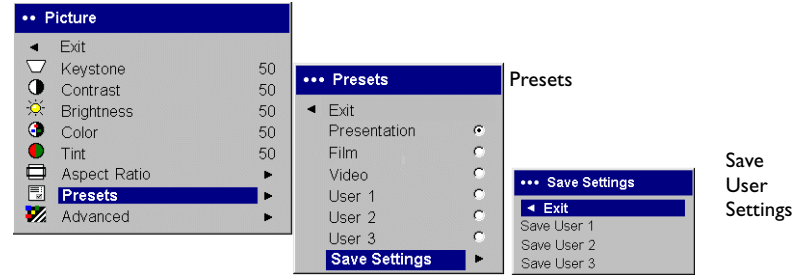 •• Picture
◄ Exit
Keystone 50
Contrast 50
Brightness 50
Color 50
Tint 50
Aspect Ratio ►
Presets ►
Advanced ►
••• Presets
◄ Exit
Presentation
Film
Video
User 1
User 2
User 3
Save Settings ►
Presets
••• Save Settings
◄ Exit
Save User 1
Save User 2
Save User 3
Save
User
Settings